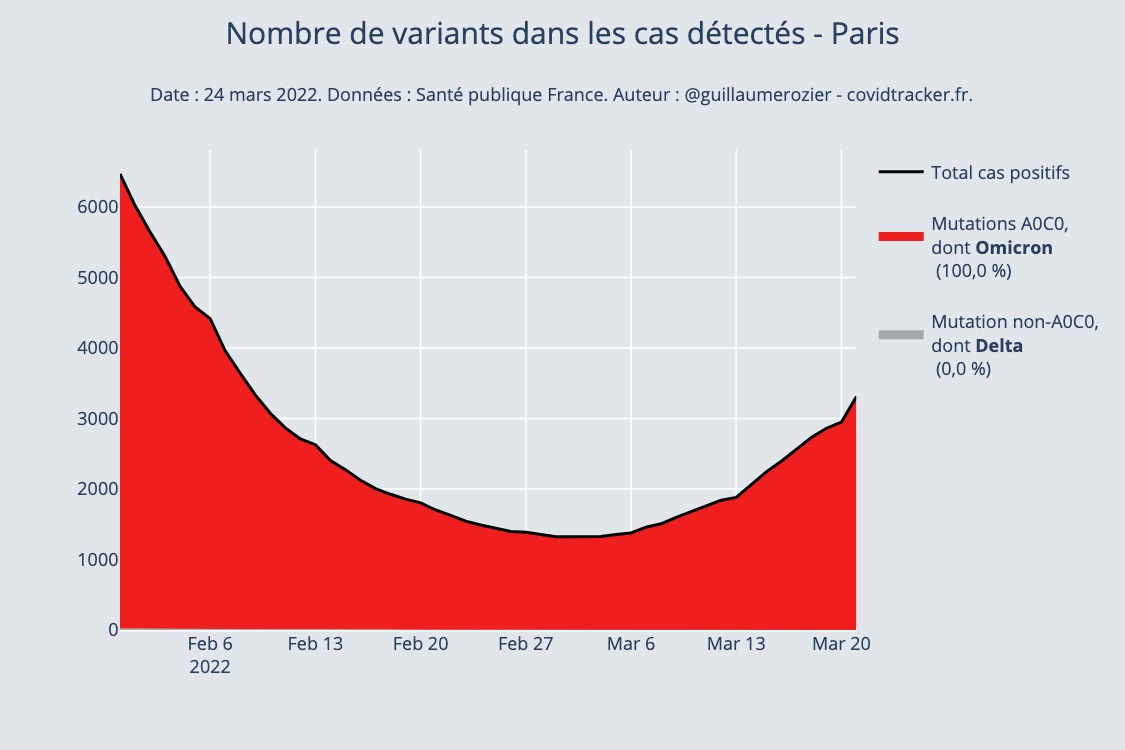 Nombre de variants dans les cas détectés - Paris
Date : 24 mars 2022. Données : Santé publique France. Auteur : @guillaumerozier - covidtracker.fr.
Total cas positifs
Mutations A0C0,
dont Omicron
(100,0 %)
Mutation non-A0C0,
dont Delta
(0,0 %)
6000
5000
4000
3000
2000
1000
0
Feb 6 Feb 13 Feb 20 Feb 27 Mar 6 Mar 13 Mar 20
2022